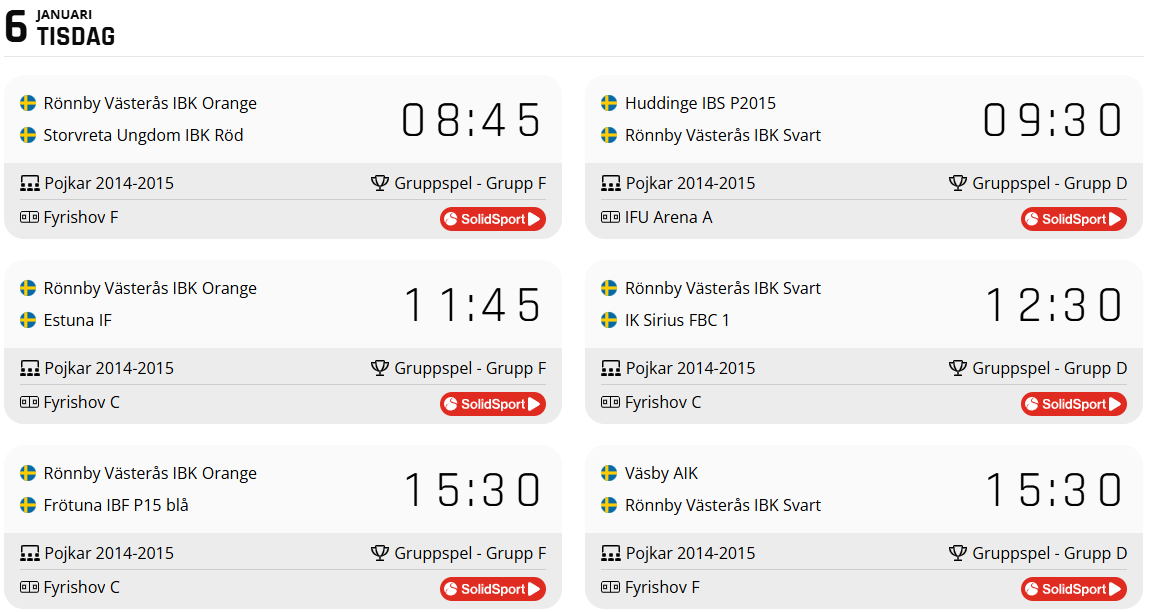 6 JANUARI
TISDAG
Rönnby Västerås IBK Orange
Storvreta Ungdom IBK Röd
08:45
Pojkar 2014-2015
Gruppspel - Grupp F
Fyrishov F
SolidSport
Huddinge IBS P2015
Rönnby Västerås IBK Svart
09:30
Pojkar 2014-2015
Gruppspel - Grupp D
IFU Arena A
SolidSport
Rönnby Västerås IBK Orange
Estuna IF
11:45
Pojkar 2014-2015
Gruppspel - Grupp F
Fyrishov C
SolidSport
Rönnby Västerås IBK Svart
IK Sirius FBC 1
12:30
Pojkar 2014-2015
Gruppspel - Grupp D
Fyrishov C
SolidSport
Rönnby Västerås IBK Orange
Frötuna IBF P15 blå
15:30
Pojkar 2014-2015
Gruppspel - Grupp F
Fyrishov C
SolidSport
Väsby AIK
Rönnby Västerås IBK Svart
15:30
Pojkar 2014-2015
Gruppspel - Grupp D
Fyrishov F
SolidSport